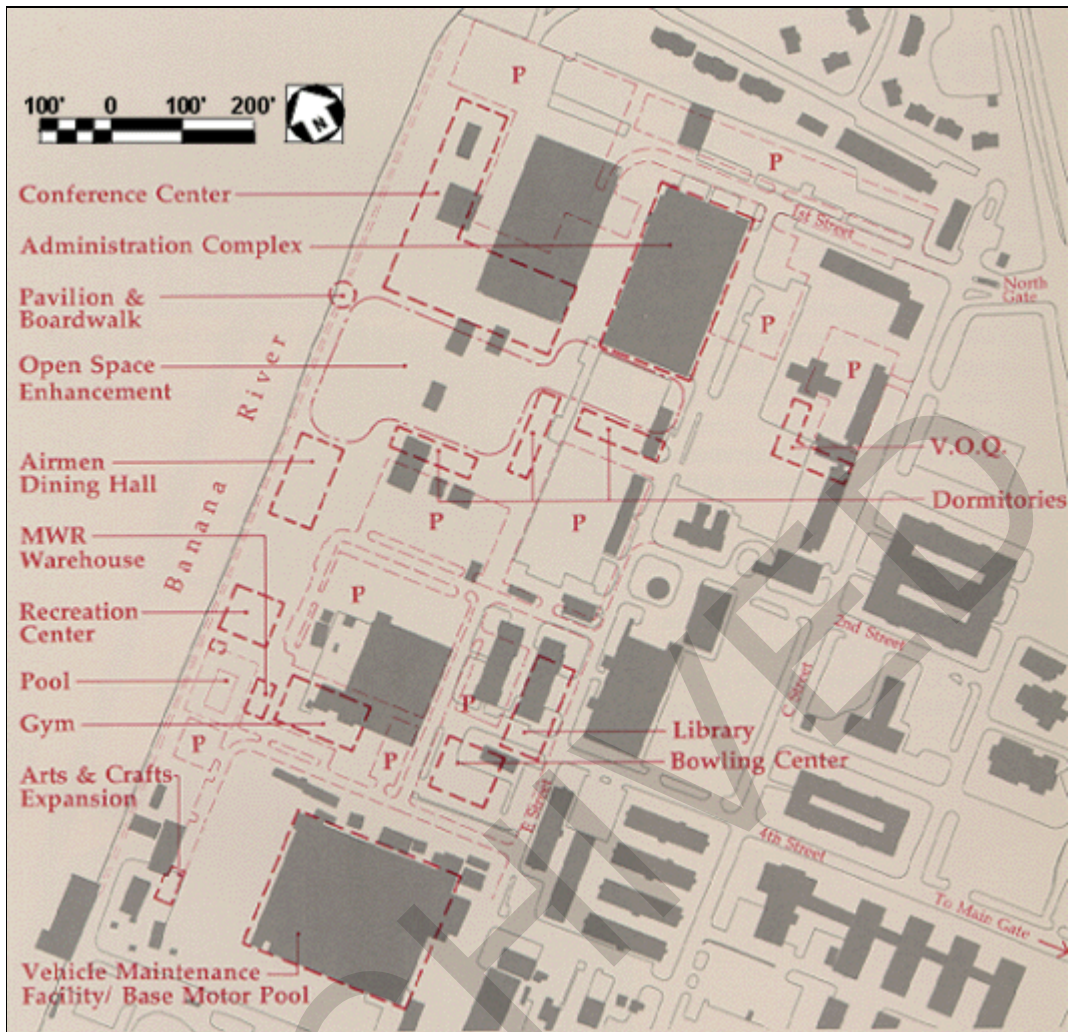 100' 0 100' 200'
N
P
Conference Center
P
1st Street
Administration Complex
North
Gate
Pavilion &
Boardwalk
P
Open Space
Enhancement
P
Banana River
V.O.Q.
Airmen
Dining Hall
Dormitories
P
P
MWR
Warehouse
P
Recreation
Center
2nd Street
Pool
C Street
P
Gym
Library
P
P
Bowling Center
Arts & Crafts
Expansion
E Street
4th Street
To Main Gate
Vehicle Maintenance
Facility/ Base Motor Pool
ARCHIVED